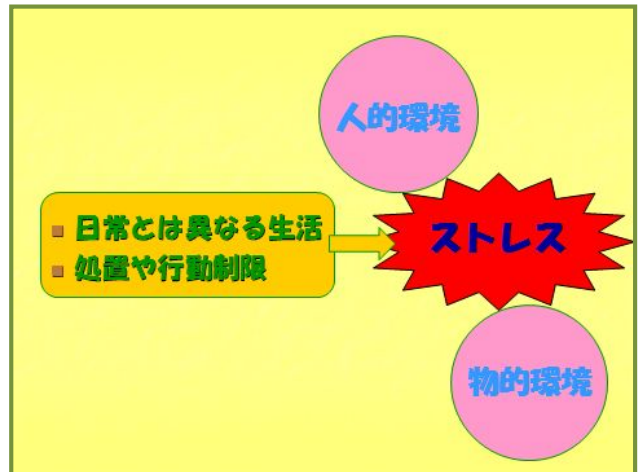 人的環境
■ 日常とは異なる生活
■ 処置や行動制限
ストレス
物的環境